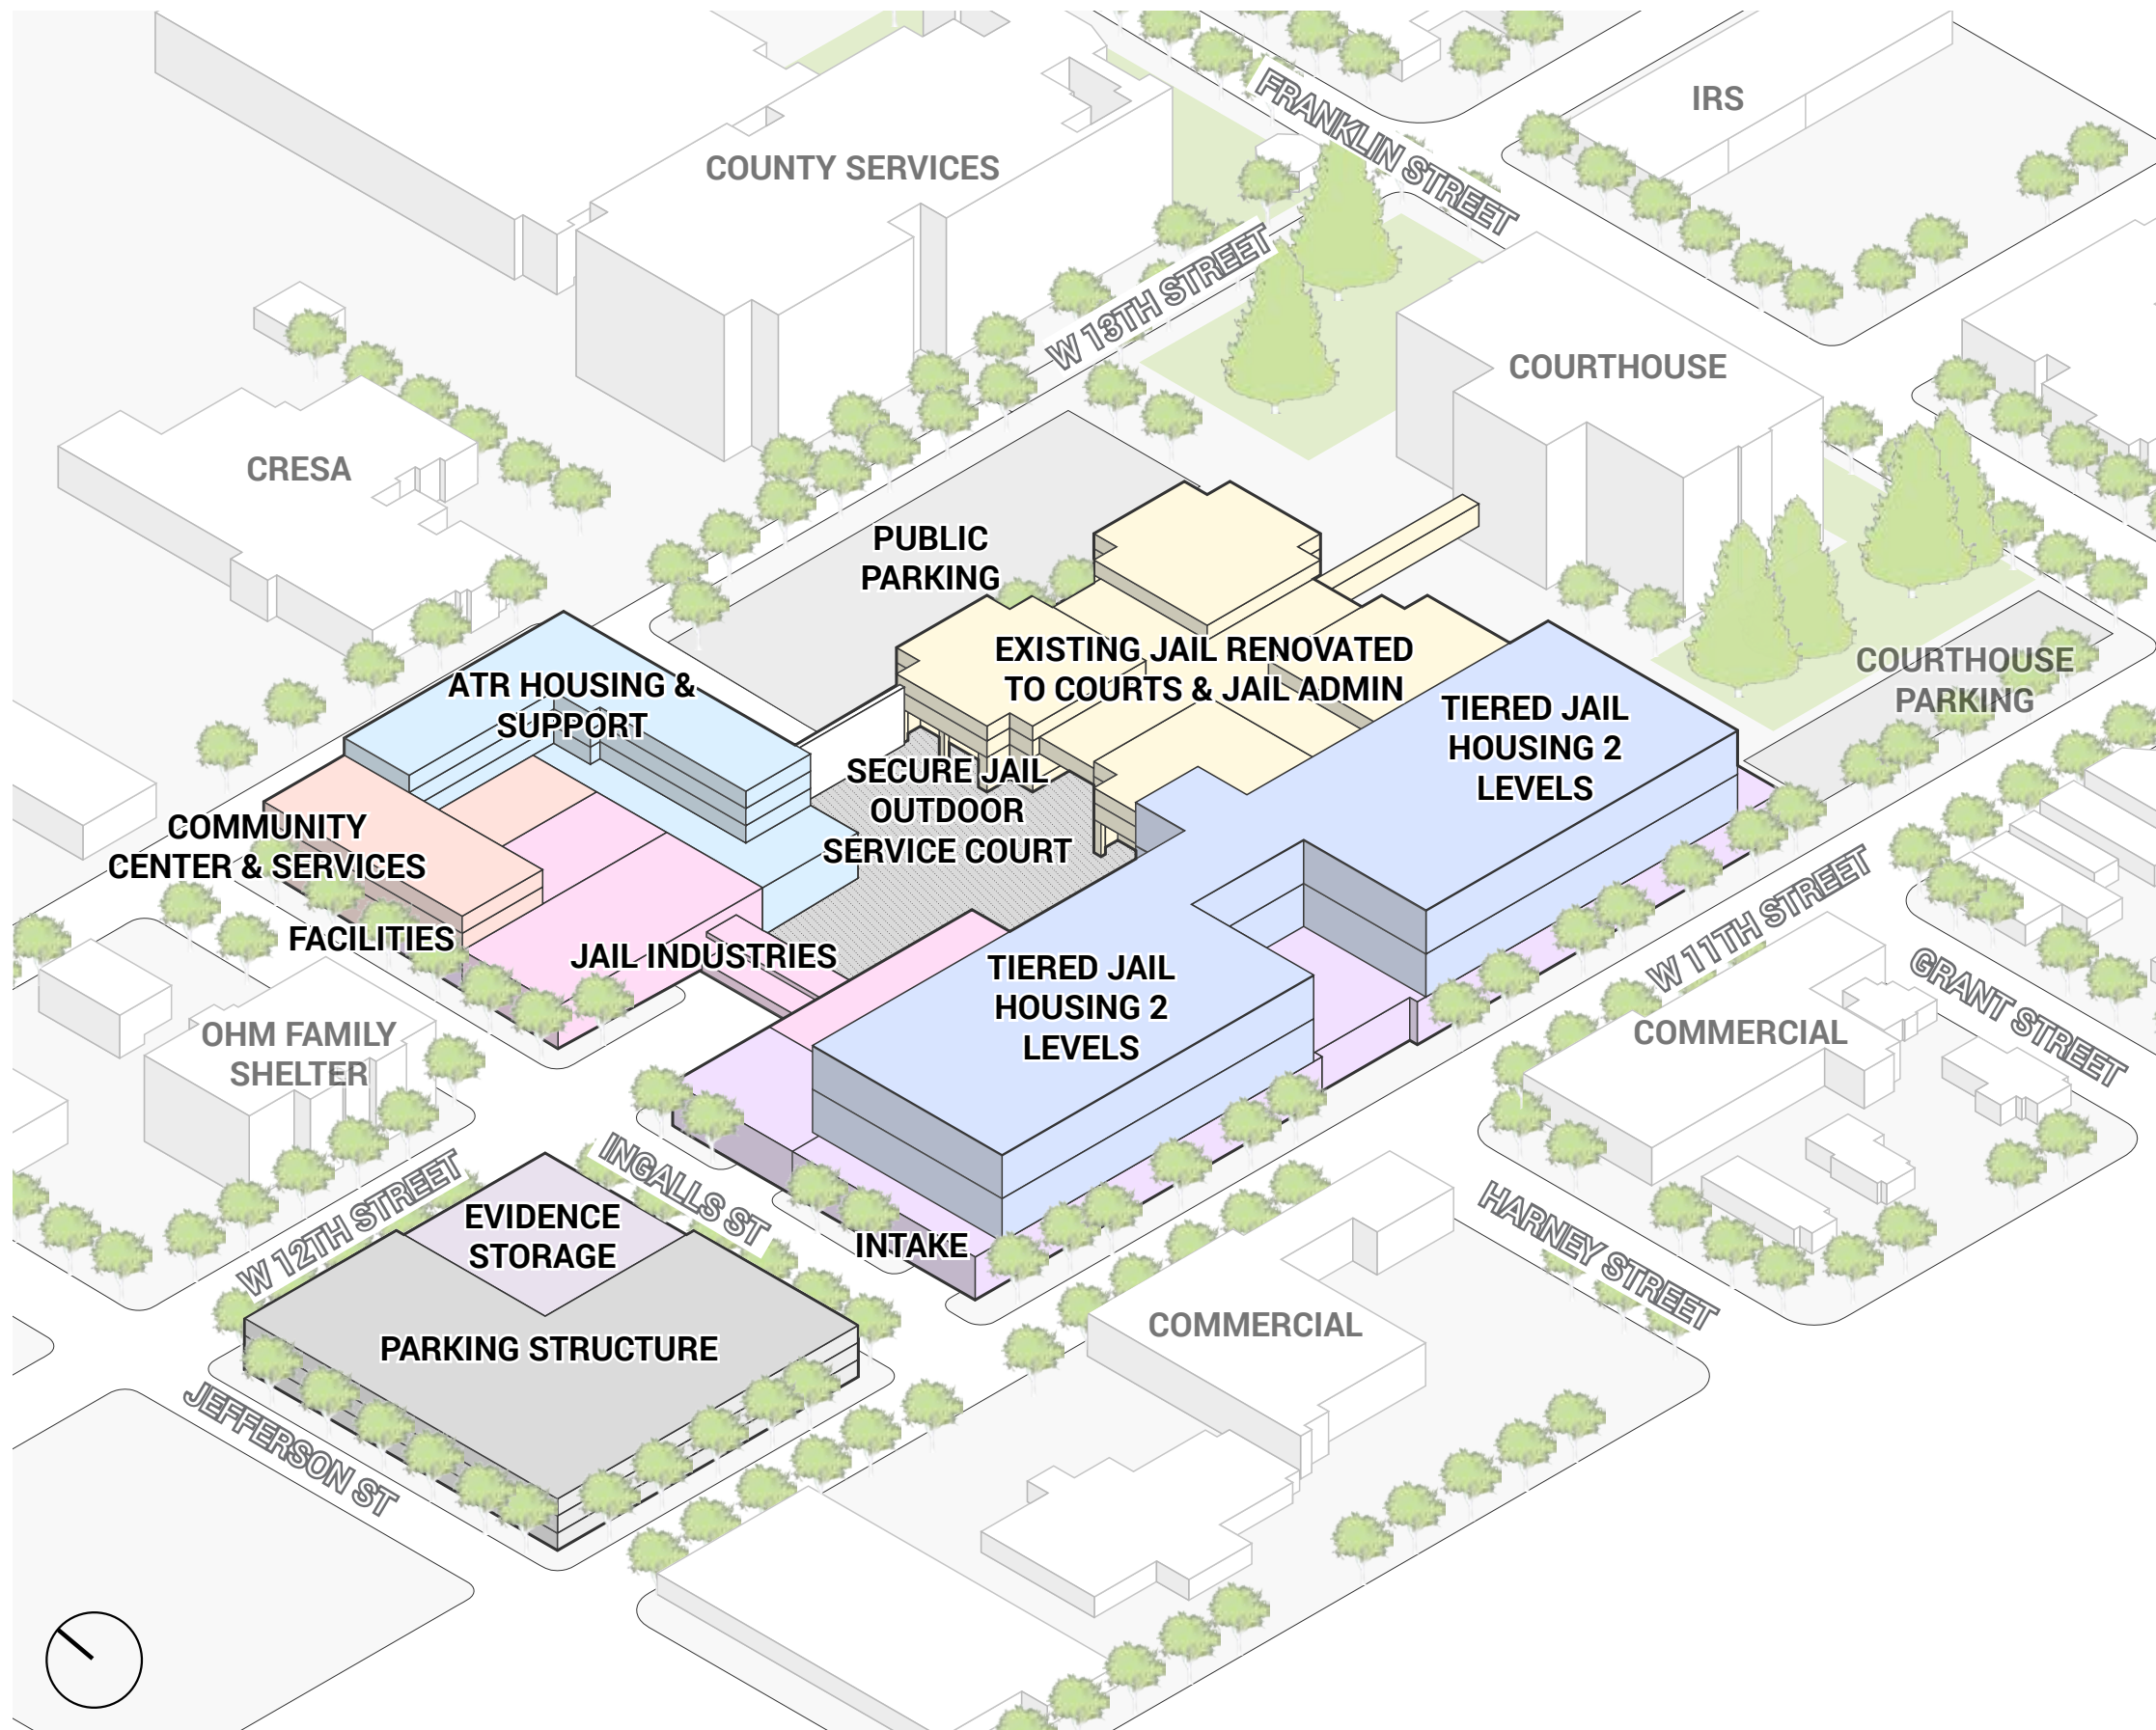 FRANKLIN STREET
IRS
COUNTY SERVICES
W 13TH STREET
COURTHOUSE
CRESA
PUBLIC
PARKING
EXISTING JAIL RENOVATED
TO COURTS & JAIL ADMIN
COURTHOUSE
PARKING
ATR HOUSING &
SUPPORT
TIERED JAIL
HOUSING 2
LEVELS
SECURE JAIL
OUTDOOR
SERVICE COURT
COMMUNITY
CENTER & SERVICES
FACILITIES
JAIL INDUSTRIES
TIERED JAIL
HOUSING 2
LEVELS
W 11TH STREET
GRANT STREET
COMMERCIAL
OHM FAMILY
SHELTER
W 12TH STREET
INGALLS ST
EVIDENCE
STORAGE
INTAKE
HARNEY STREET
COMMERCIAL
PARKING STRUCTURE
JEFFERSON ST